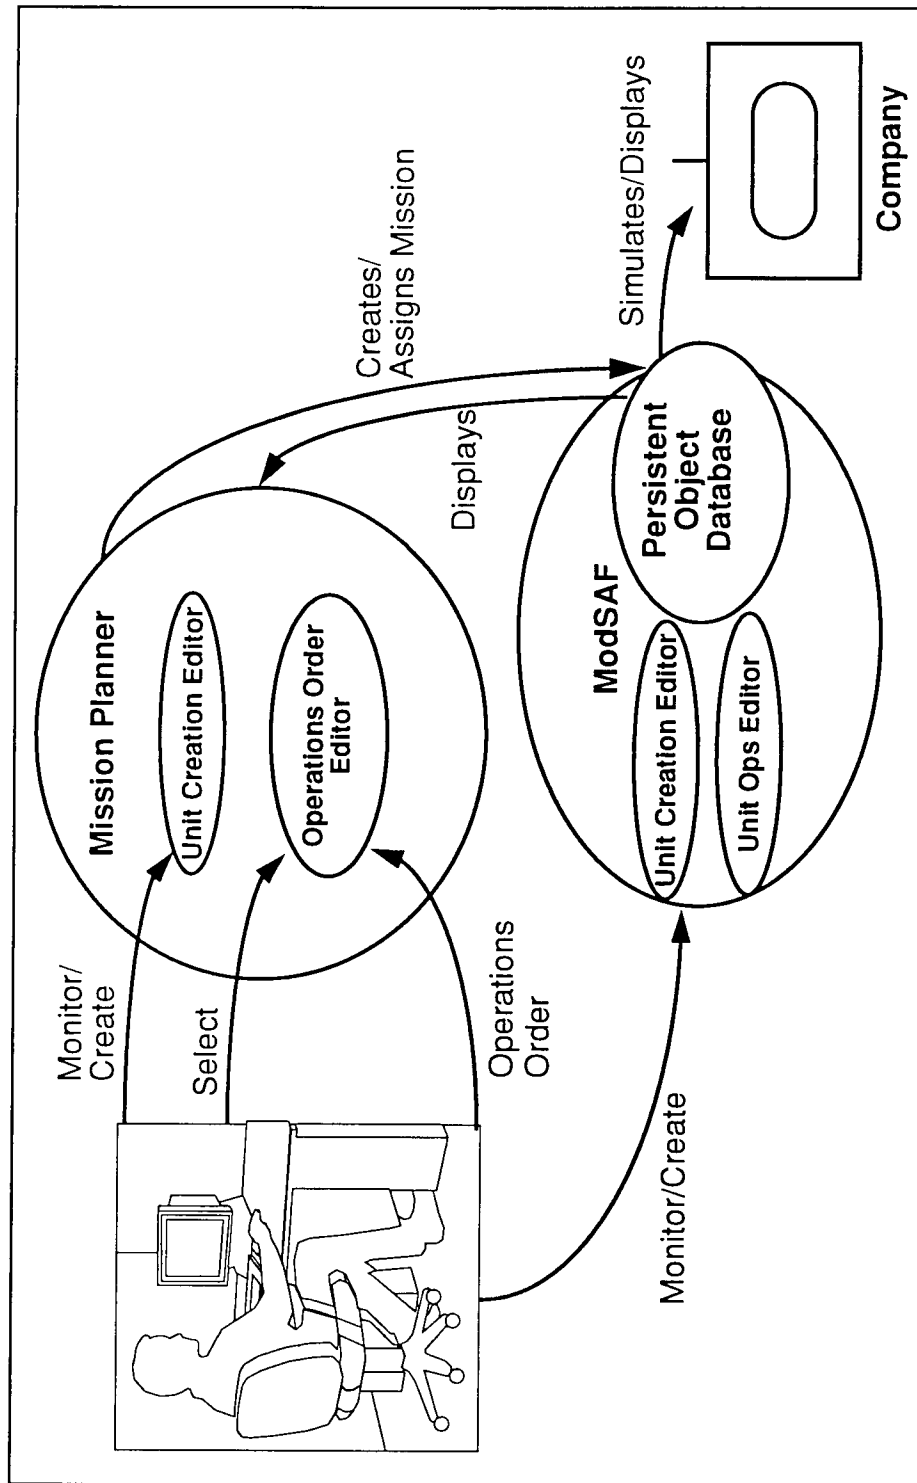 Monitor/
Create
Select
Operations
Order
Monitor/Create
Mission Planner
Unit Creation Editor
Operations Order
Editor
Creates/
Assigns Mission
Displays
ModSAF
Unit Creation Editor
Unit Ops Editor
Persistent
Object
Database
Simulates/Displays
Company